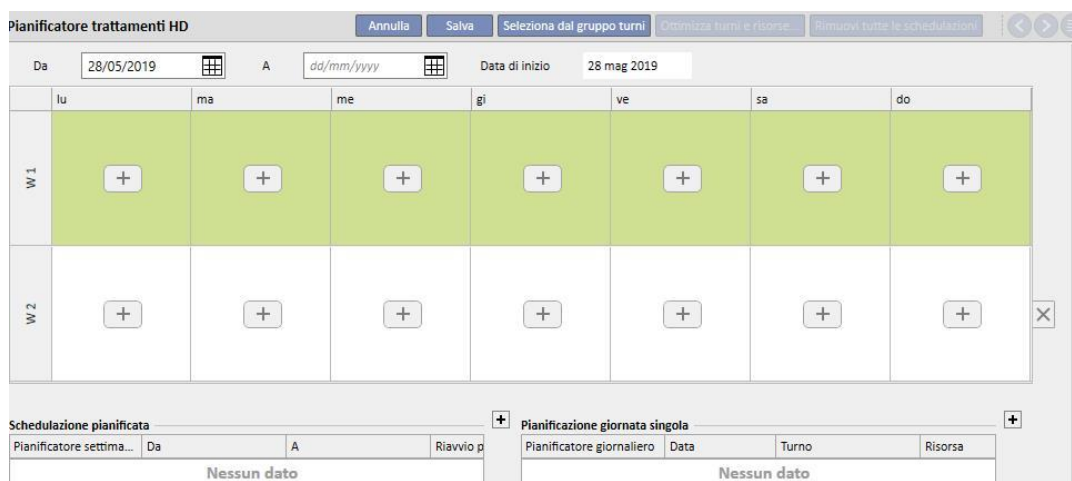 Pianificatore trattamenti HD Annulla Salva Seleziona dal gruppo turni Ottimizza turni e risorse... Rimuovi tutte le schedulazioni
Da 28/05/2019 A dd/mm/yyyy Data di inizio 28 mag 2019
lu ma me gi ve sa do
W 1
W 2
Schedulazione pianificata Pianificazione giornata singola
Pianificatore settima... Da A Riavvio p Pianificatore giornaliero Data Turno Risorsa
Nessun dato Nessun dato